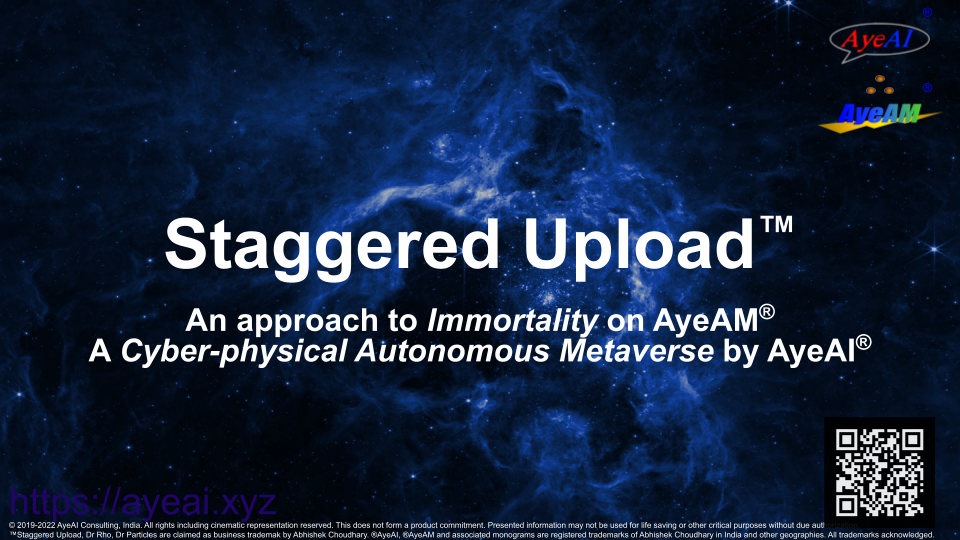 ®
AyeAI
®
AyeAM
Staggered Upload™
An approach to Immortality on AyeAM®
A Cyber-physical Autonomous Metaverse by AyeAI®
https://ayeai.xyz
© 2019-2022 AyeAI Consulting, India. All rights including cinematic representation reserved. This does not form a product commitment. Presented information may not be used for life saving or other critical purposes without due
™Staggered Upload, Dr Rho, Dr Particles are claimed as business trademak by Abhishek Choudhary. ®AyeAI, ®AyeAM and associated monograms are registered trademarks of Abhishek Choudhary in India and other geographies. All trademarks acknowledged.